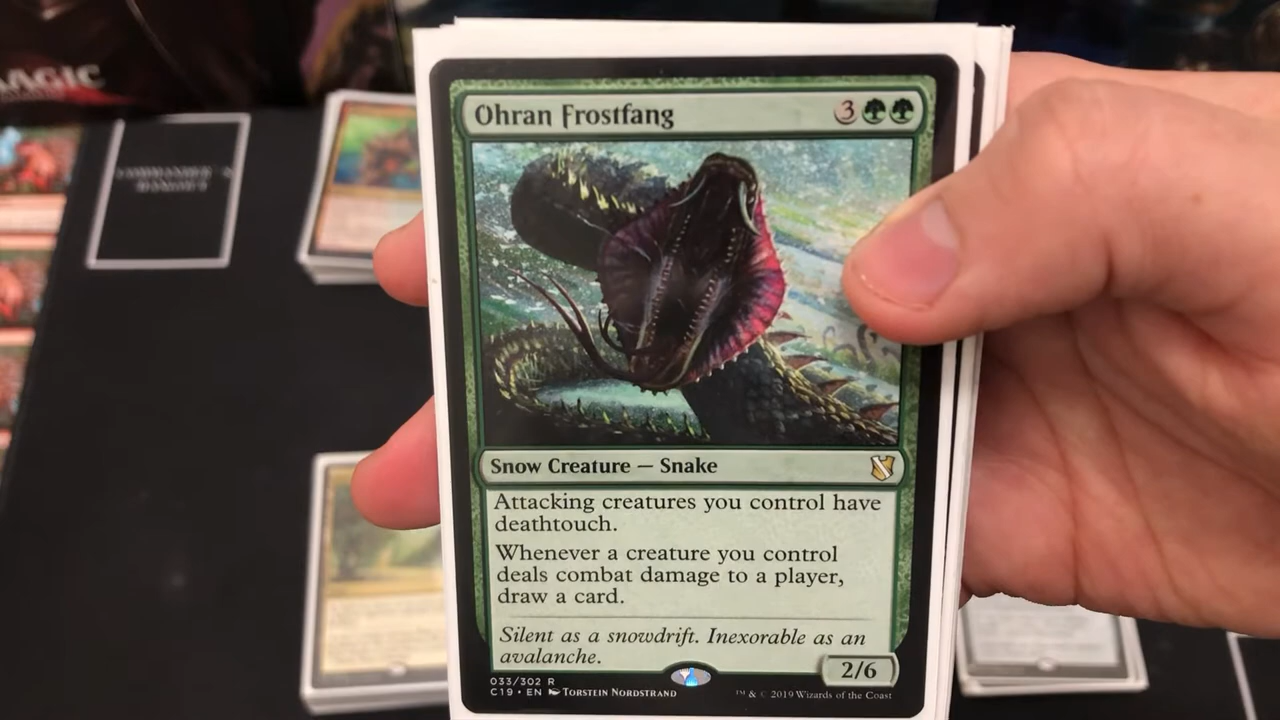 MAGIC
Ohran Frostfang 3
Snow Creature — Snake
Attacking creatures you control have
deathtouch.
Whenever a creature you control
deals combat damage to a player,
draw a card.
Silent as a snowdrift. Inexorable as an
avalanche.
2/6
033/302 R
C19 • EN Torstein Nordstrand
™ & © 2019 Wizards of the Coast